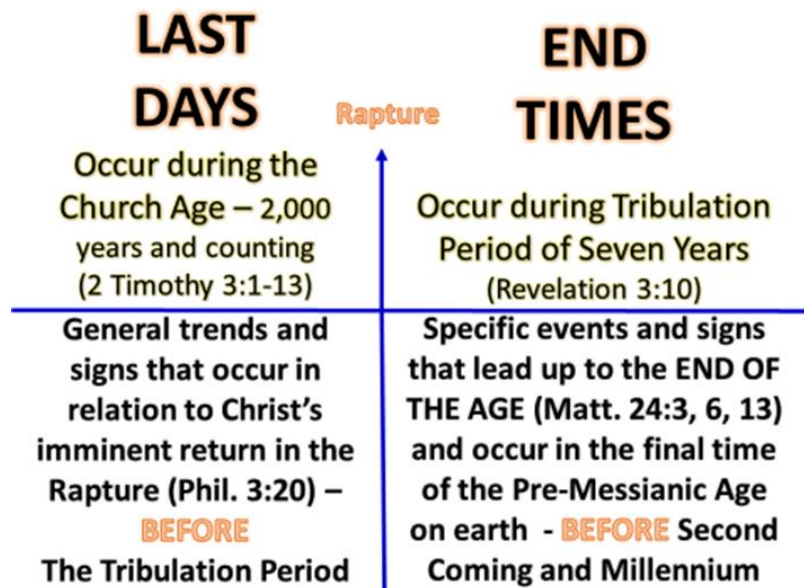 LAST
DAYS
Occur during the
Church Age – 2,000
years and counting
(2 Timothy 3:1-13)
Rapture
END
TIMES
Occur during Tribulation
Period of Seven Years
(Revelation 3:10)
General trends and
signs that occur in
relation to Christ’s
imminent return in the
Rapture (Phil. 3:20) –
BEFORE
The Tribulation Period
Specific events and signs
that lead up to the END OF
THE AGE (Matt. 24:3, 6, 13)
and occur in the final time
of the Pre-Messianic Age
on earth - BEFORE Second
Coming and Millennium